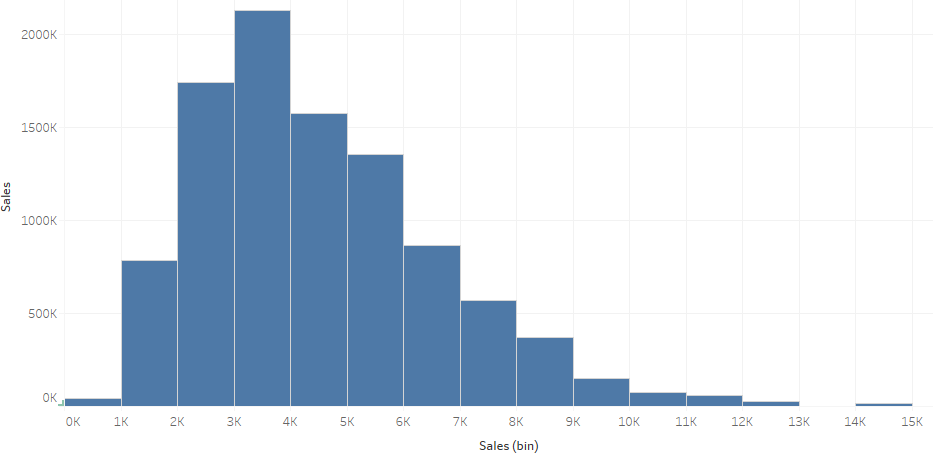 2000K
1500K
1000K
500K
0K
Sales
0K 1K 2K 3K 4K 5K 6K 7K 8K 9K 10K 11K 12K 13K 14K 15K
Sales (bin)